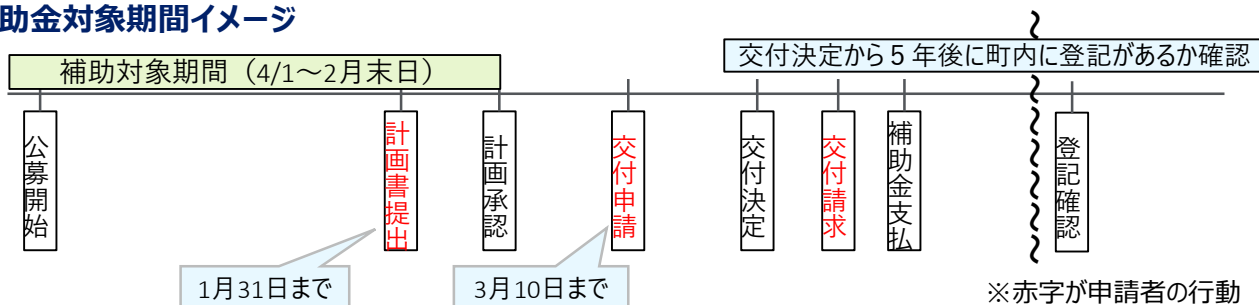 助金対象期間イメージ
補助対象期間（4/1～2月末日）
交付決定から５年後に町内に登記があるか確認
公募開始
計画書提出
計画承認
交付申請
交付決定
交付請求
補助金支払
登記確認
1月31日まで
3月10日まで
※赤字が申請者の行動